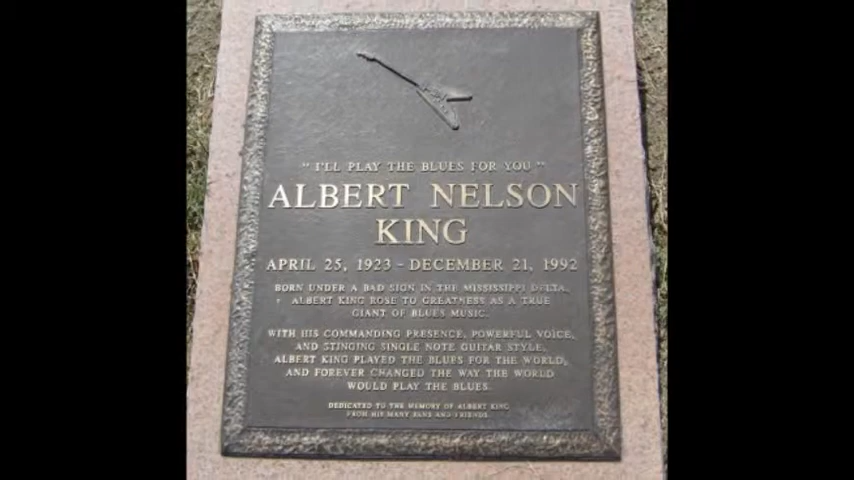 "I'LL PLAY THE BLUES FOR YOU"
ALBERT NELSON
KING
APRIL 25, 1923 - DECEMBER 21, 1992
BORN UNDER A BAD SIGN IN THE MISSISSIPPI DELTA,
ALBERT KING ROSE TO GREATNESS AS A TRUE
GIANT OF BLUES MUSIC.
WITH HIS COMMANDING PRESENCE, POWERFUL VOICE,
AND STINGING SINGLE NOTE GUITAR STYLE,
ALBERT KING PLAYED THE BLUES FOR THE WORLD,
AND FOREVER CHANGED THE WAY THE WORLD
WOULD PLAY THE BLUES.
DEDICATED TO THE MEMORY OF ALBERT KING
FROM HIS MANY FANS AND FRIENDS.